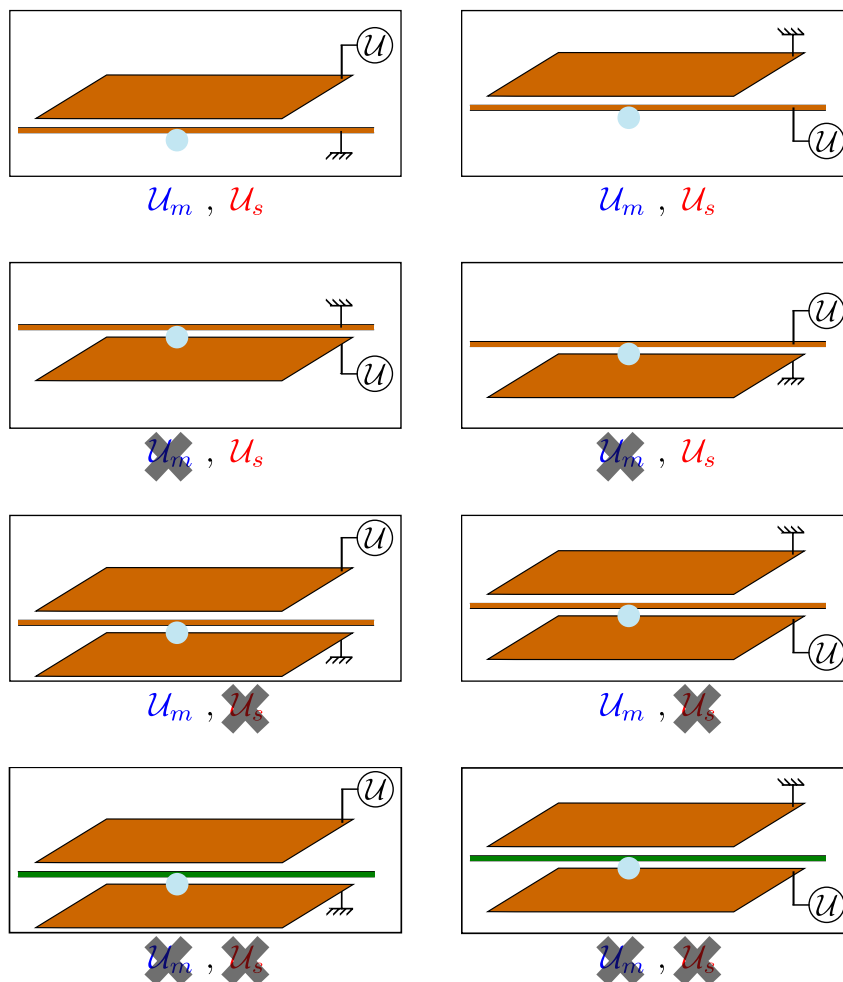 𝒰 𝒰
𝒰ₘ , 𝒰ₛ 𝒰ₘ , 𝒰ₛ
𝒰 𝒰
𝒰ₘ , 𝒰ₛ 𝒰ₘ , 𝒰ₛ
𝒰 𝒰
𝒰ₘ , 𝒰ₛ 𝒰ₘ , 𝒰ₛ
𝒰 𝒰
𝒰ₘ , 𝒰ₛ 𝒰ₘ , 𝒰ₛ